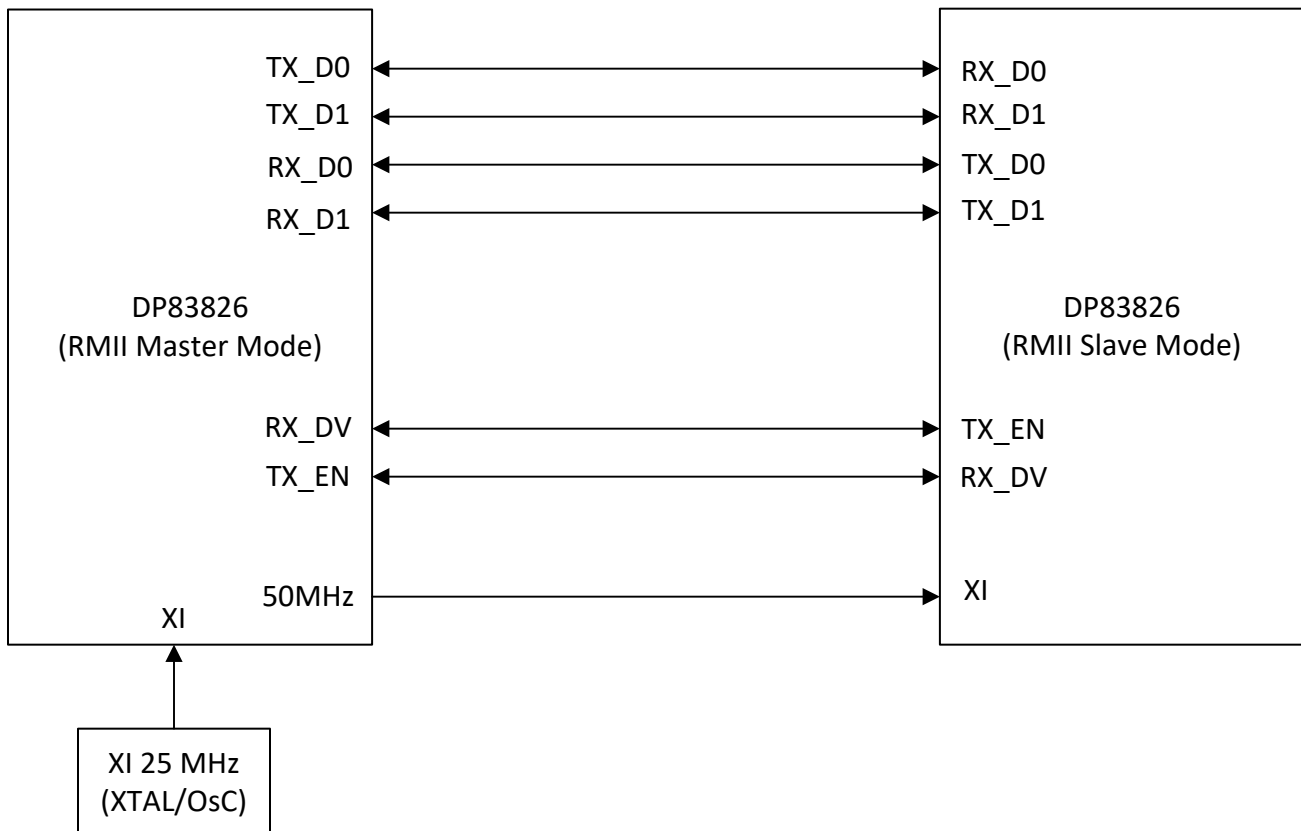 TX_D0
TX_D1
RX_D0
RX_D1
DP83826
(RMII Master Mode)
RX_DV
TX_EN
50MHz
XI
XI 25 MHz
(XTAL/OsC)
RX_D0
RX_D1
TX_D0
TX_D1
DP83826
(RMII Slave Mode)
TX_EN
RX_DV
XI